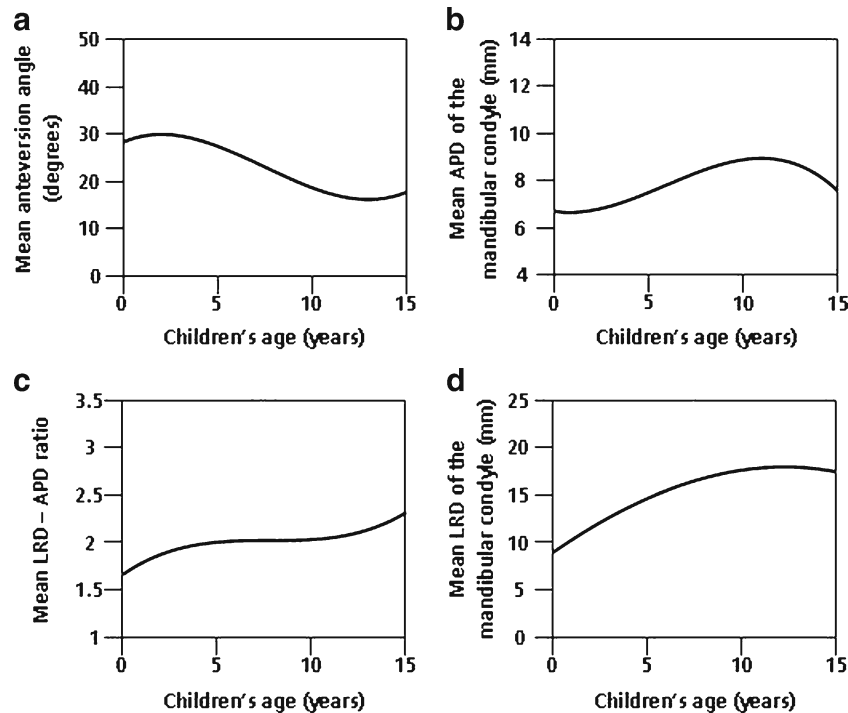 a
Mean anteversion angle
(degrees)
50
40
30
20
10
0
0 5 10 15
Children's age (years)
b
Mean APD of the
mandibular condyle (mm)
14
12
10
8
6
4
0 5 10 15
Children's age (years)
c
Mean LRD – APD ratio
3.5
3
2.5
2
1.5
1
0 5 10 15
Children's age (years)
d
Mean LRD of the
mandibular condyle (mm)
25
20
15
10
5
0
0 5 10 15
Children's age (years)